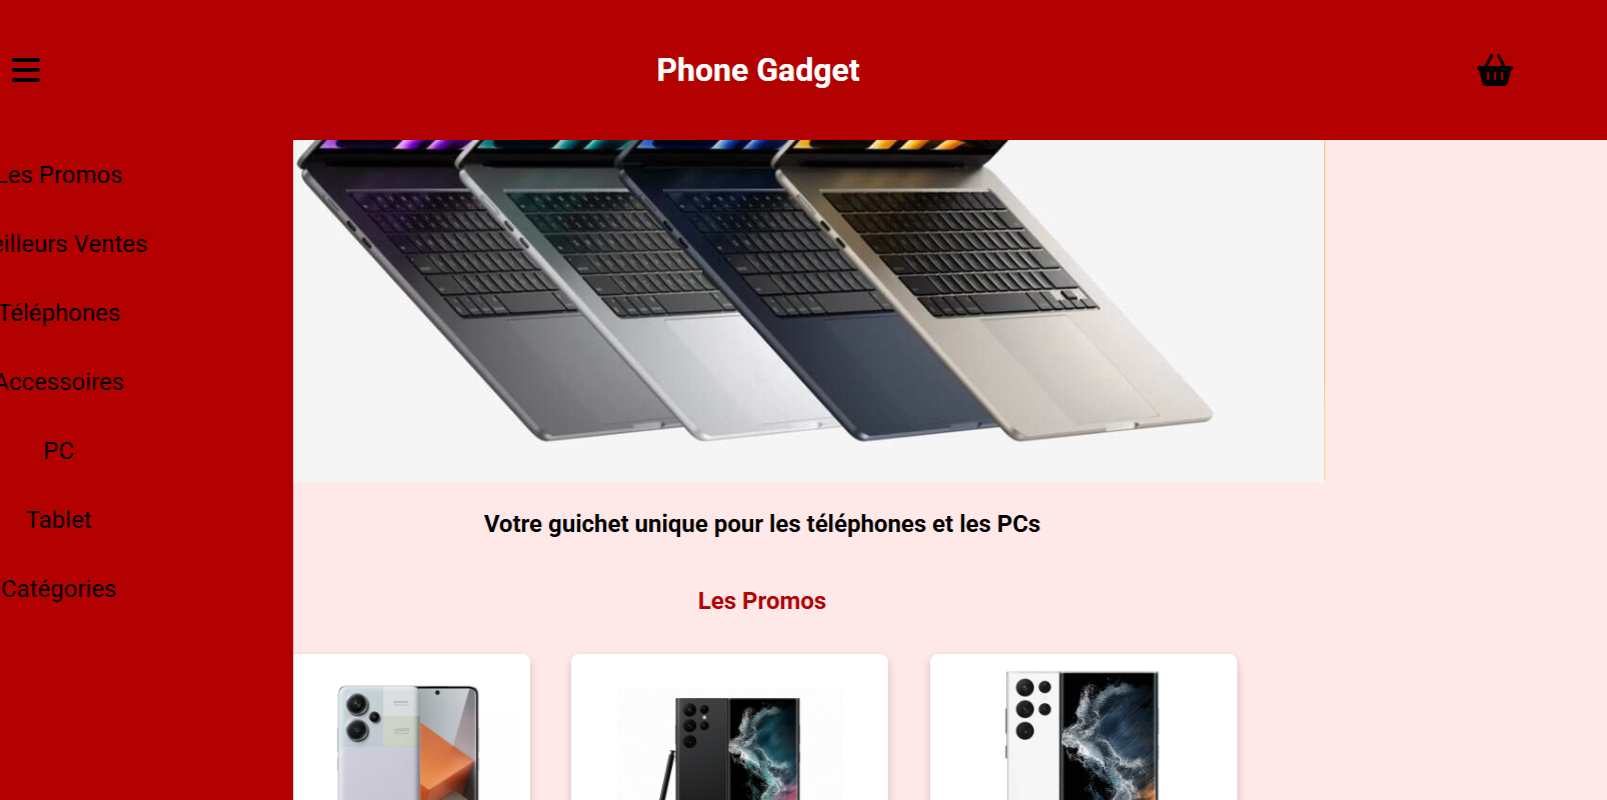 Phone Gadget
Les Promos
eilleurs Ventes
Téléphones
Accessoires
PC
Tablet
Catégories
Votre guichet unique pour les téléphones et les PCs
Les Promos